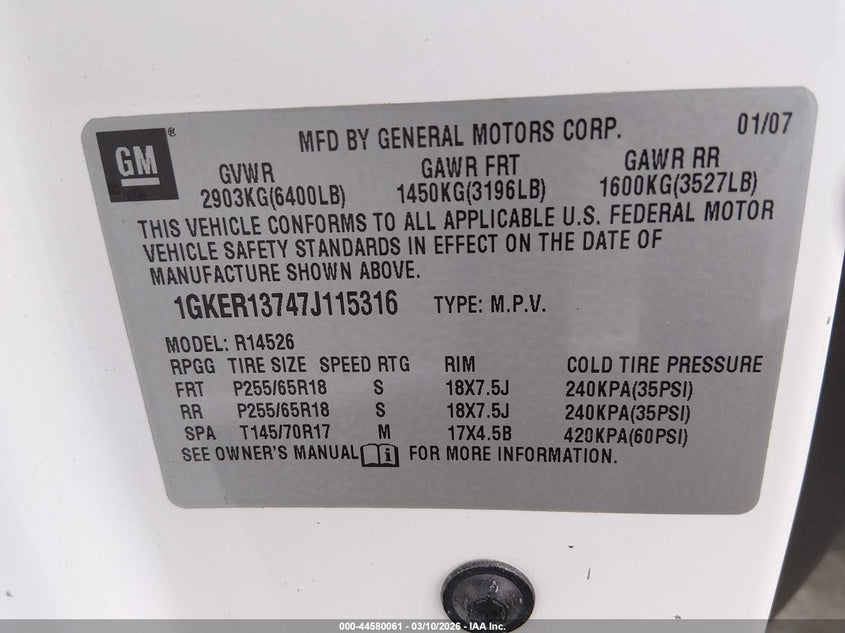 GM®
MFD BY GENERAL MOTORS CORP. 01/07
GVWR GAWR FRT GAWR RR
2903KG(6400LB) 1450KG(3196LB) 1600KG(3527LB)
THIS VEHICLE CONFORMS TO ALL APPLICABLE U.S. FEDERAL MOTOR
VEHICLE SAFETY STANDARDS IN EFFECT ON THE DATE OF
MANUFACTURE SHOWN ABOVE.
1GKER13747J115316 TYPE: M.P.V.
MODEL: R14526
RPGG TIRE SIZE SPEED RTG RIM COLD TIRE PRESSURE
FRT P255/65R18 S 18X7.5J 240KPA(35PSI)
RR P255/65R18 S 18X7.5J 240KPA(35PSI)
SPA T145/70R17 M 17X4.5B 420KPA(60PSI)
SEE OWNER'S MANUAL FOR MORE INFORMATION.
000-44580061 - 03/10/2026 - IAA Inc.